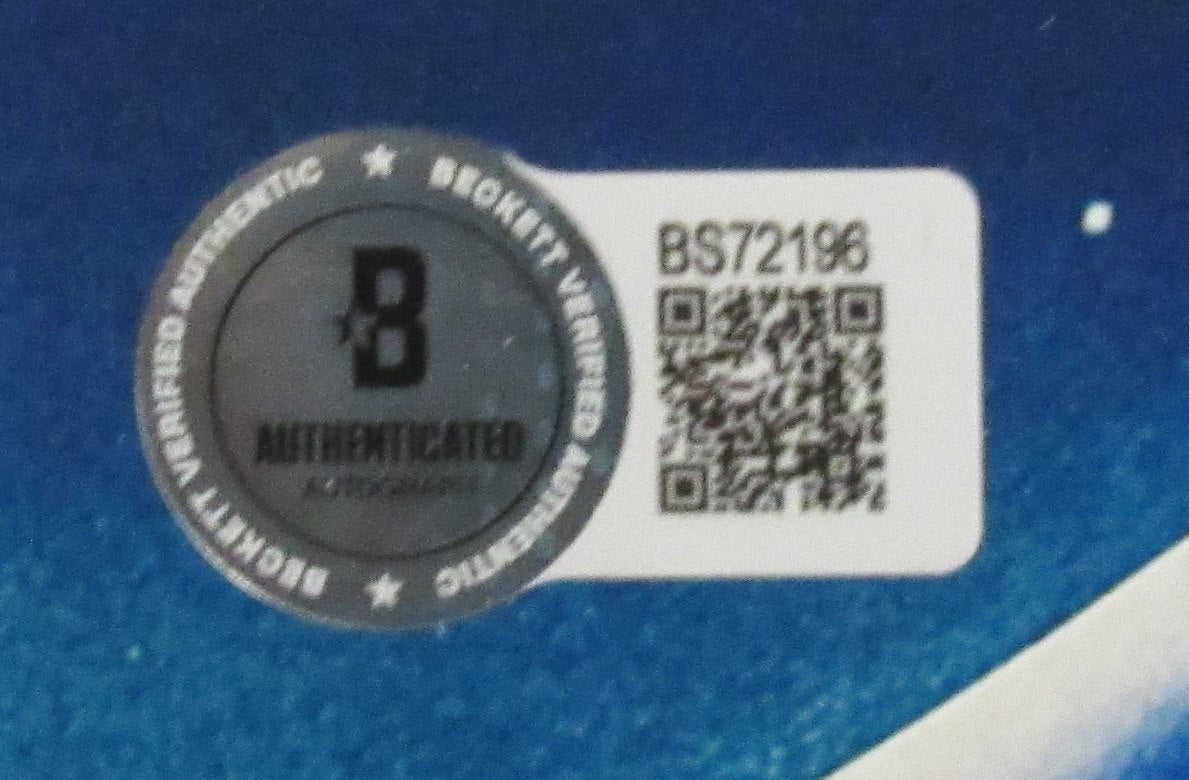 BECKETT VERIFIED AUTHENTIC
BECKETT VERIFIED AUTHENTIC
B
AUTHENTICATED
AUTOGRAPH
BS72196